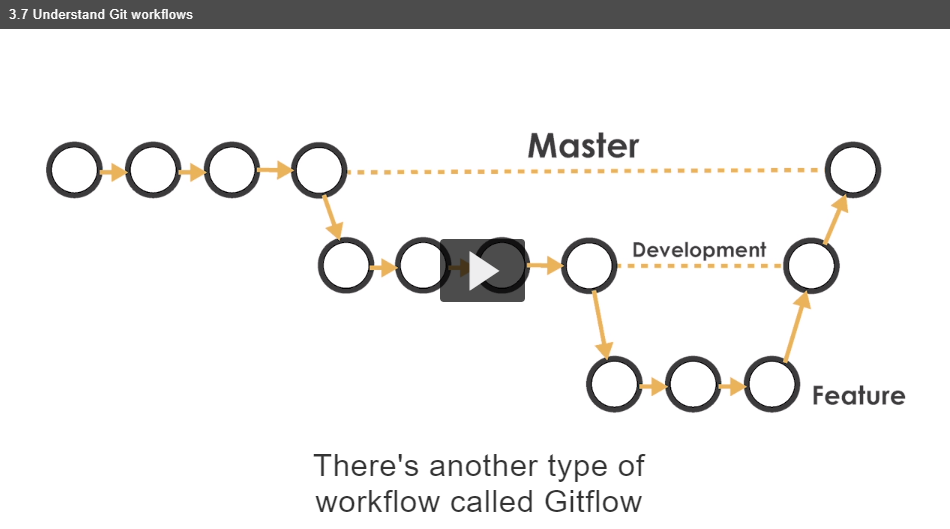 3.7 Understand Git workflows
Master
Development
Feature
There's another type of
workflow called Gitflow